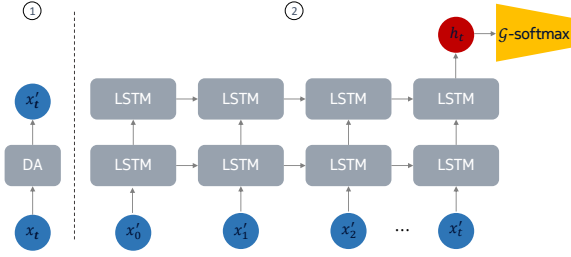 1
2
h_t
𝒢-softmax
x'_t
LSTM LSTM LSTM LSTM
DA
LSTM LSTM LSTM LSTM
x_t
x'_0 x'_1 x'_2 ... x'_t